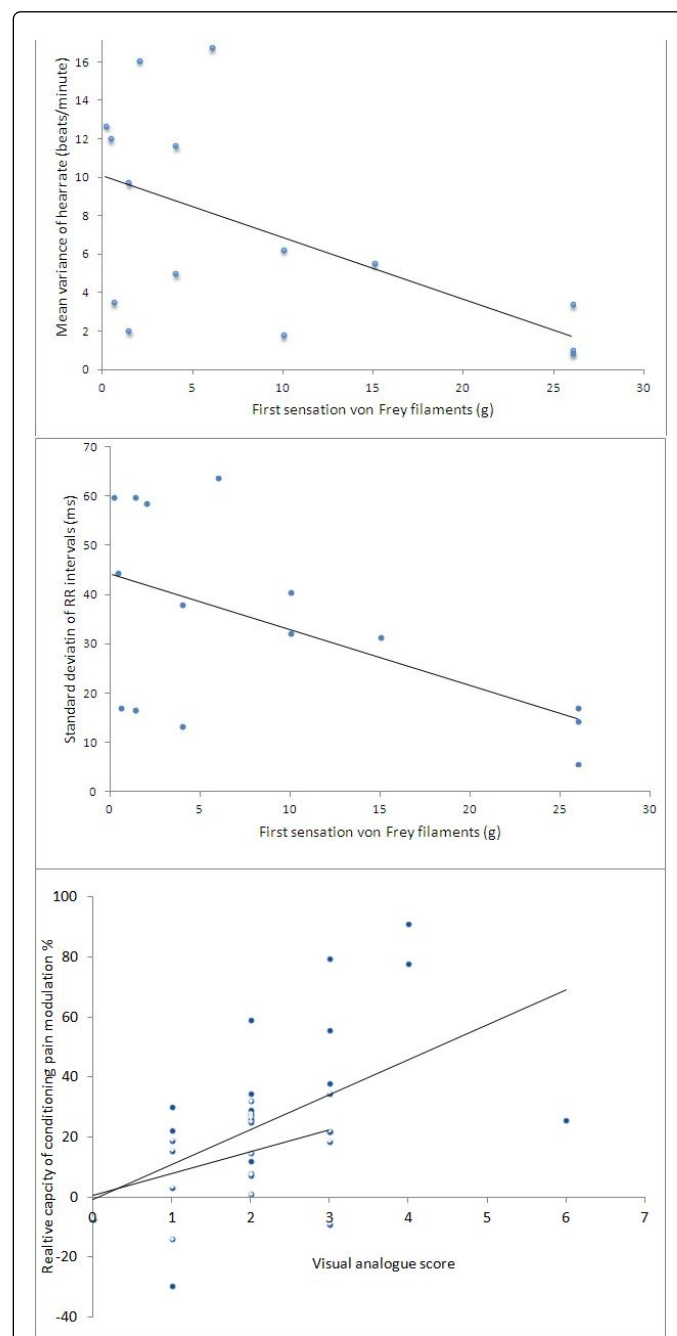 Mean variance of hearrate (beats/minute)
16
14
12
10
8
6
4
2
0
0 5 10 15 20 25 30
First sensation von Frey filaments (g)
Standard deviatin of RR intervals (ms)
70
60
50
40
30
20
10
0
0 5 10 15 20 25 30
First sensation von Frey filaments (g)
Realtive capcity of conditioning pain modulation %
100
80
60
40
20
0
-20
-40
0 1 2 3 4 5 6 7
Visual analogue score